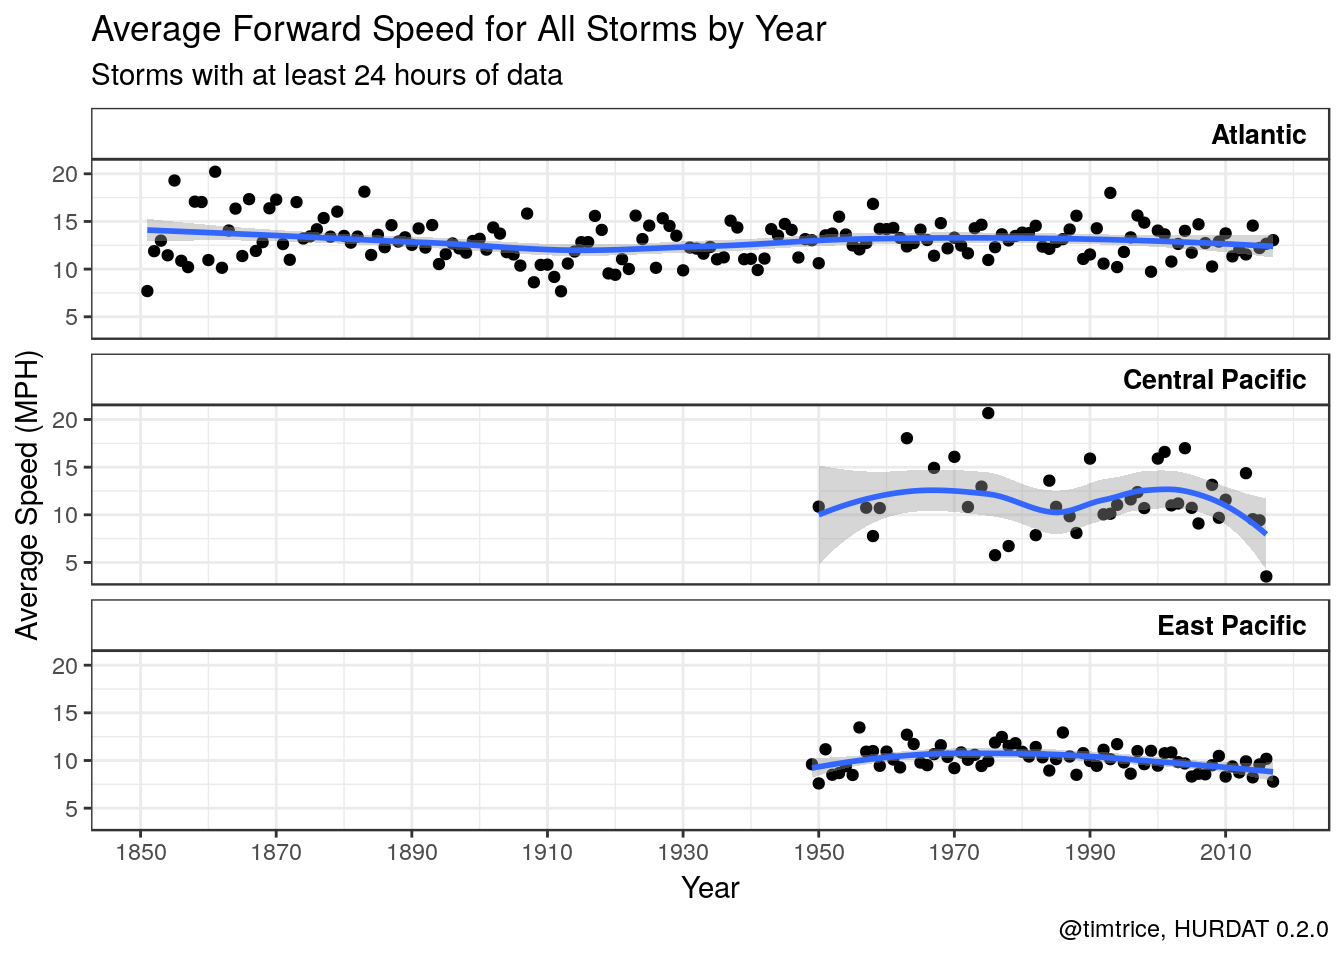 Average Forward Speed for All Storms by Year
Storms with at least 24 hours of data
Atlantic
20
15
10
5
Central Pacific
20
15
10
5
East Pacific
20
15
10
5
Average Speed (MPH)
1850 1870 1890 1910 1930 1950 1970 1990 2010
Year
@timtrice, HURDAT 0.2.0